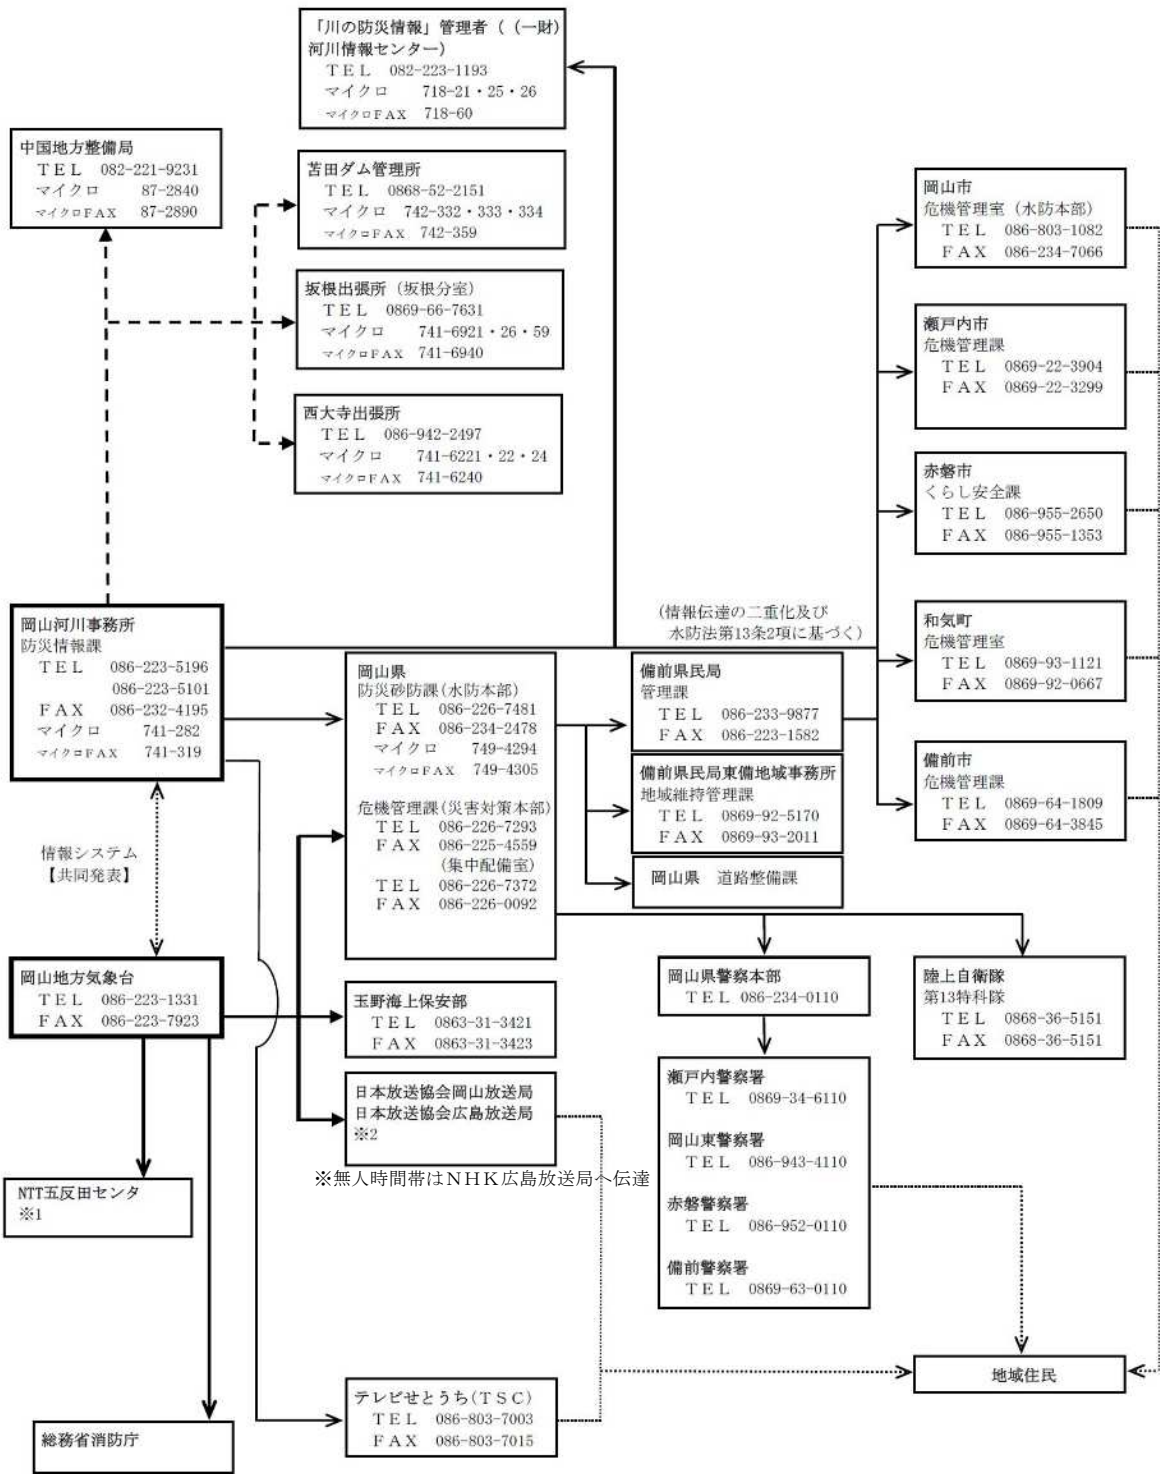 「川の防災情報」管理者（（一財）
河川情報センター）
ＴＥＬ 082-223-1193
マイクロ 718-21・25・26
マイクロFAX 718-60
中国地方整備局
ＴＥＬ 082-221-9231
マイクロ 87-2840
マイクロFAX 87-2890
苫田ダム管理所
ＴＥＬ 0868-52-2151
マイクロ 742-332・333・334
マイクロFAX 742-359
坂根出張所（坂根分室）
ＴＥＬ 0869-66-7631
マイクロ 741-6921・26・59
マイクロFAX 741-6940
西大寺出張所
ＴＥＬ 086-942-2497
マイクロ 741-6221・22・24
マイクロFAX 741-6240
岡山市
危機管理室（水防本部）
ＴＥＬ 086-803-1082
ＦＡＸ 086-234-7066
瀬戸内市
危機管理課
ＴＥＬ 0869-22-3904
ＦＡＸ 0869-22-3299
赤磐市
くらし安全課
ＴＥＬ 086-955-2650
ＦＡＸ 086-955-1353
和気町
危機管理室
ＴＥＬ 0869-93-1121
ＦＡＸ 0869-92-0667
備前市
危機管理課
ＴＥＬ 0869-64-1809
ＦＡＸ 0869-64-3845
岡山河川事務所
防災情報課
ＴＥＬ 086-223-5196
086-223-5101
ＦＡＸ 086-232-4195
マイクロ 741-282
マイクロFAX 741-319
（情報伝達の二重化及び
水防法第13条2項に基づく）
岡山県
防災砂防課(水防本部)
ＴＥＬ 086-226-7481
ＦＡＸ 086-234-2478
マイクロ 749-4294
マイクロFAX 749-4305
危機管理課(災害対策本部)
ＴＥＬ 086-226-7293
ＦＡＸ 086-225-4559
(集中配備室)
ＴＥＬ 086-226-7372
ＦＡＸ 086-226-0092
備前県民局
管理課
ＴＥＬ 086-233-9877
ＦＡＸ 086-223-1582
備前県民局東備地域事務所
地域維持管理課
ＴＥＬ 0869-92-5170
ＦＡＸ 0869-93-2011
岡山県 道路整備課
情報システム
【共同発表】
岡山地方気象台
ＴＥＬ 086-223-1331
ＦＡＸ 086-223-7923
玉野海上保安部
ＴＥＬ 0863-31-3421
ＦＡＸ 0863-31-3423
岡山県警察本部
ＴＥＬ 086-234-0110
陸上自衛隊
第13特科隊
ＴＥＬ 0868-36-5151
ＦＡＸ 0868-36-5151
日本放送協会岡山放送局
日本放送協会広島放送局
※2
※無人時間帯はＮＨＫ広島放送局へ伝達
瀬戸内警察署
ＴＥＬ 0869-34-6110
岡山東警察署
ＴＥＬ 086-943-4110
赤磐警察署
ＴＥＬ 086-952-0110
備前警察署
ＴＥＬ 0869-63-0110
NTT五反田センタ
※1
総務省消防庁
テレビせとうち(ＴＳＣ)
ＴＥＬ 086-803-7003
ＦＡＸ 086-803-7015
地域住民